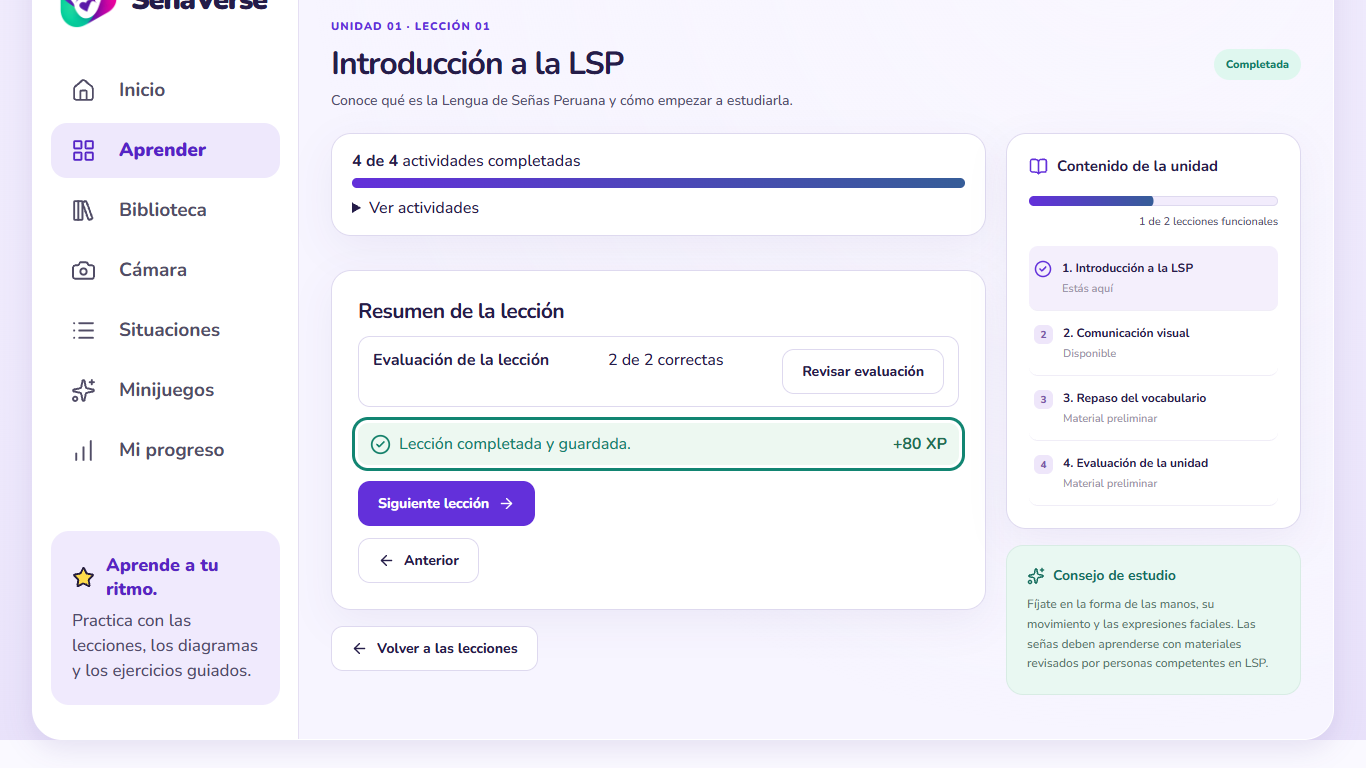 SeñaVerse
Inicio
Aprender
Biblioteca
Cámara
Situaciones
Minijuegos
Mi progreso
Aprende a tu
ritmo.
Practica con las
lecciones, los diagramas
y los ejercicios guiados.
UNIDAD 01 · LECCIÓN 01
Introducción a la LSP
Completada
Conoce qué es la Lengua de Señas Peruana y cómo empezar a estudiarla.
4 de 4 actividades completadas
Ver actividades
Resumen de la lección
Evaluación de la lección
2 de 2 correctas
Revisar evaluación
Lección completada y guardada.
+80 XP
Siguiente lección
Anterior
Volver a las lecciones
Contenido de la unidad
1 de 2 lecciones funcionales
1. Introducción a la LSP
Estás aquí
2
2. Comunicación visual
Disponible
3
3. Repaso del vocabulario
Material preliminar
4
4. Evaluación de la unidad
Material preliminar
Consejo de estudio
Fíjate en la forma de las manos, su
movimiento y las expresiones faciales. Las
señas deben aprenderse con materiales
revisados por personas competentes en LSP.